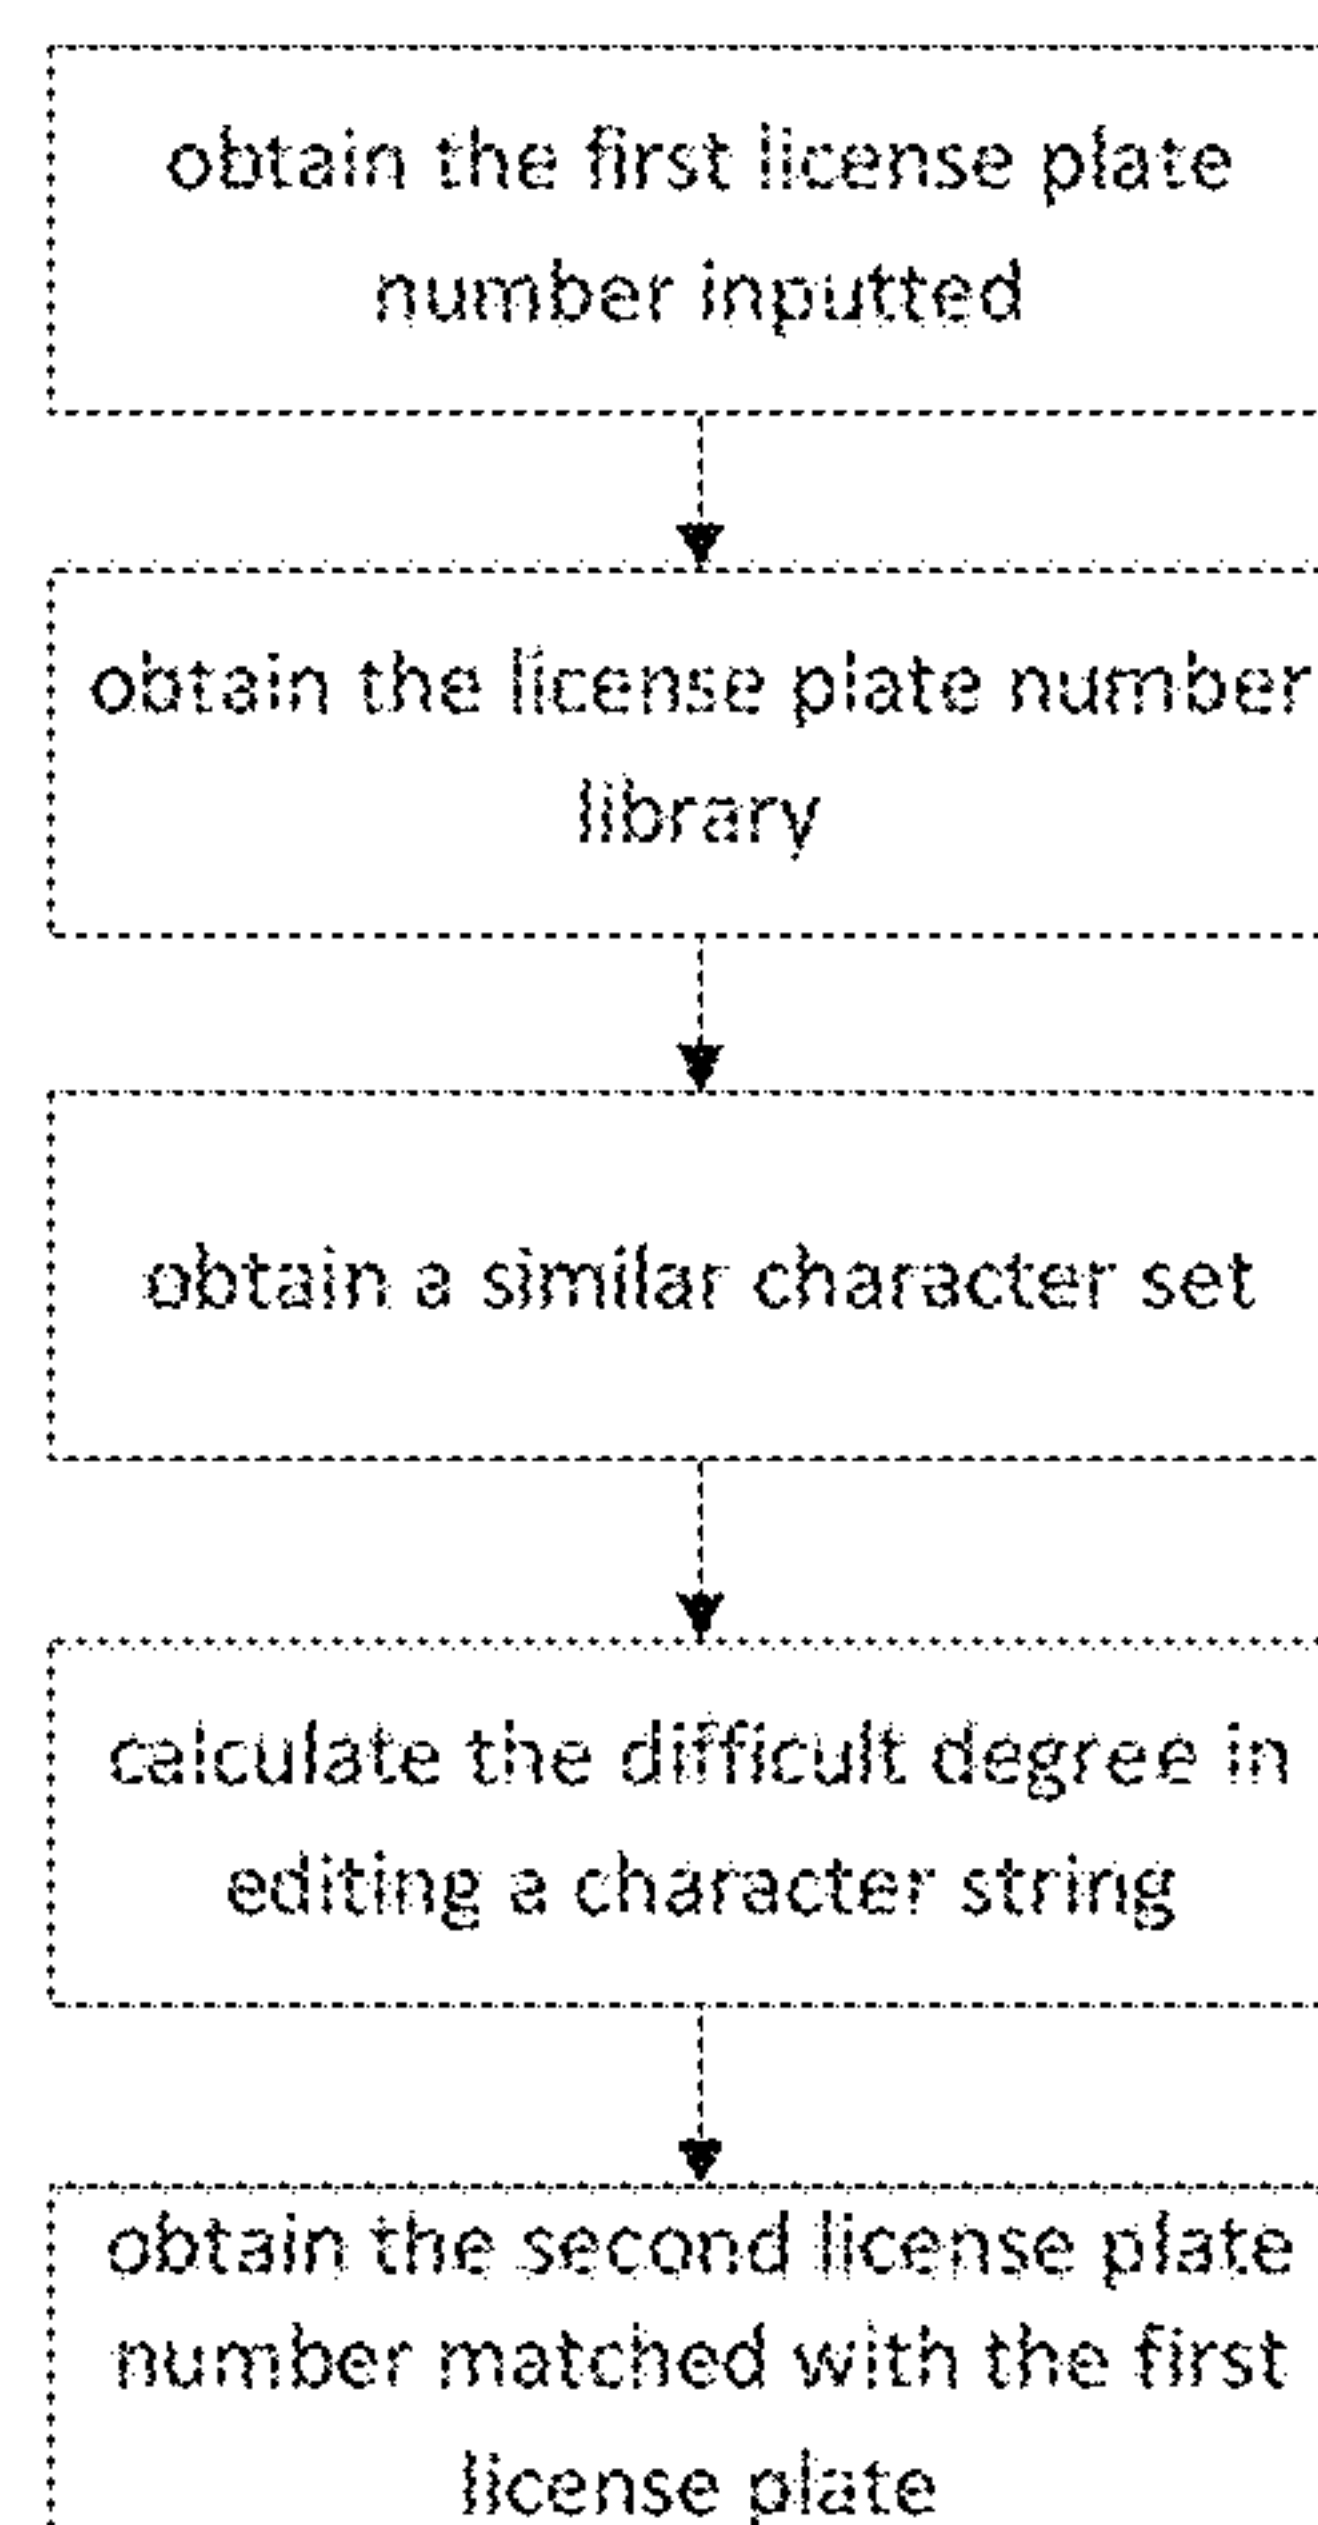 obtain the first license plate
number inputted
obtain the license plate number
library
obtain a similar character set
calculate the difficult degree in
editing a character string
obtain the second license plate
number matched with the first
license plate